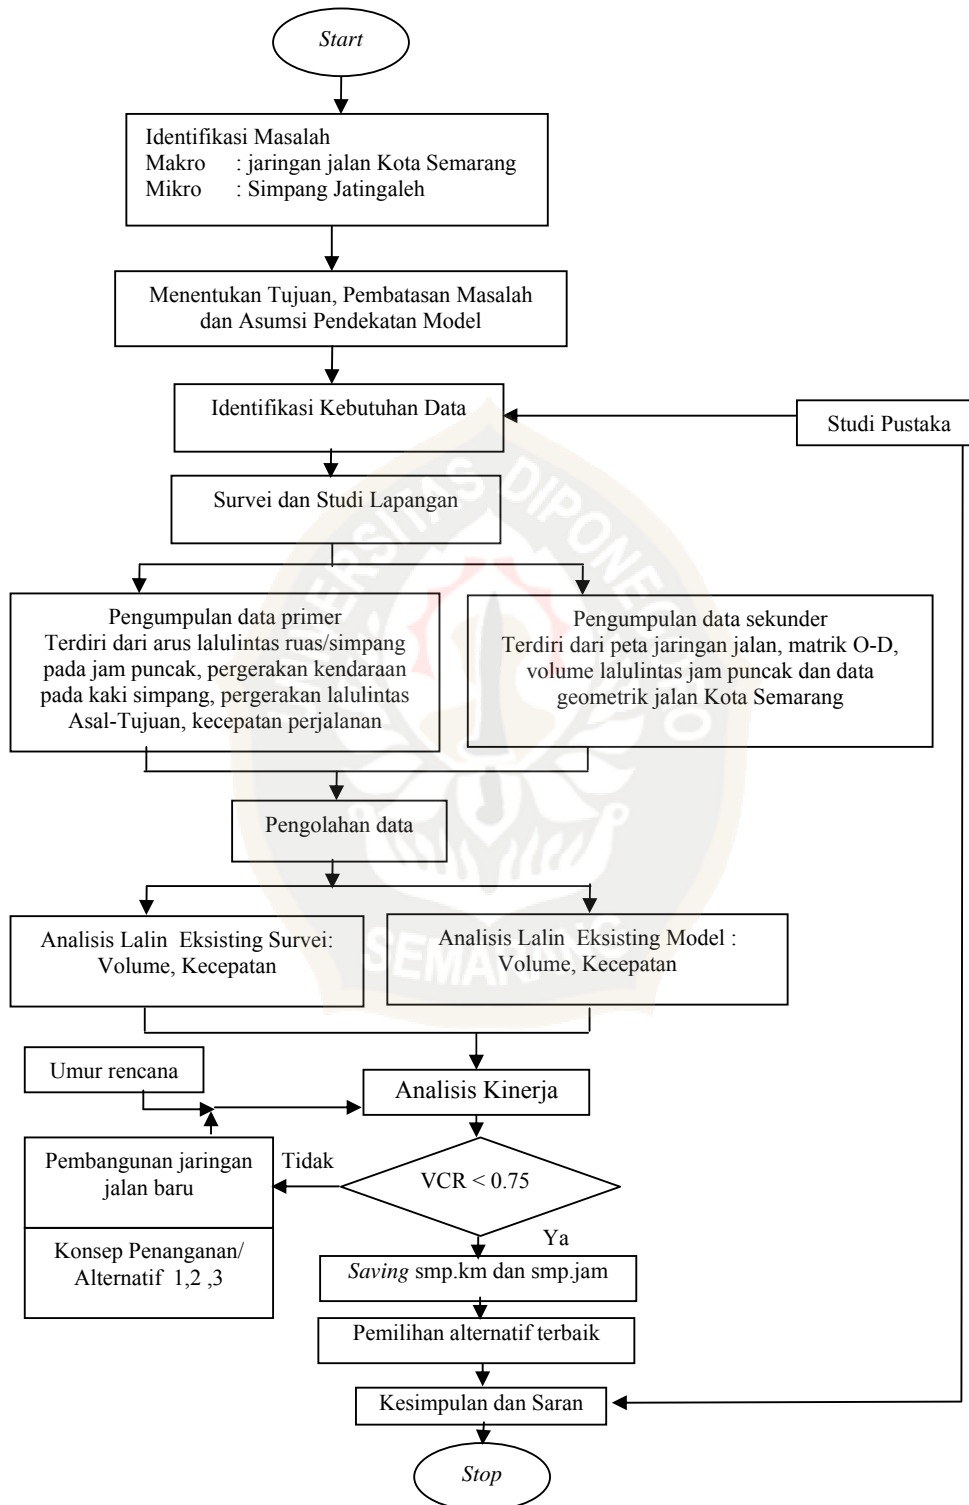 Start
Identifikasi Masalah
Makro : jaringan jalan Kota Semarang
Mikro : Simpang Jatingaleh
Menentukan Tujuan, Pembatasan Masalah
dan Asumsi Pendekatan Model
Identifikasi Kebutuhan Data
Studi Pustaka
Survei dan Studi Lapangan
Pengumpulan data primer
Terdiri dari arus lalulintas ruas/simpang
pada jam puncak, pergerakan kendaraan
pada kaki simpang, pergerakan lalulintas
Asal-Tujuan, kecepatan perjalanan
Pengumpulan data sekunder
Terdiri dari peta jaringan jalan, matrik O-D,
volume lalulintas jam puncak dan data
geometrik jalan Kota Semarang
Pengolahan data
Analisis Lalin Eksisting Survei:
Volume, Kecepatan
Analisis Lalin Eksisting Model :
Volume, Kecepatan
Umur rencana
Analisis Kinerja
Pembangunan jaringan
jalan baru
Tidak
VCR < 0.75
Konsep Penanganan/
Alternatif 1,2 ,3
Ya
Saving smp.km dan smp.jam
Pemilihan alternatif terbaik
Kesimpulan dan Saran
Stop
UNIVERSITAS DIPONEGORO
SEMARANG